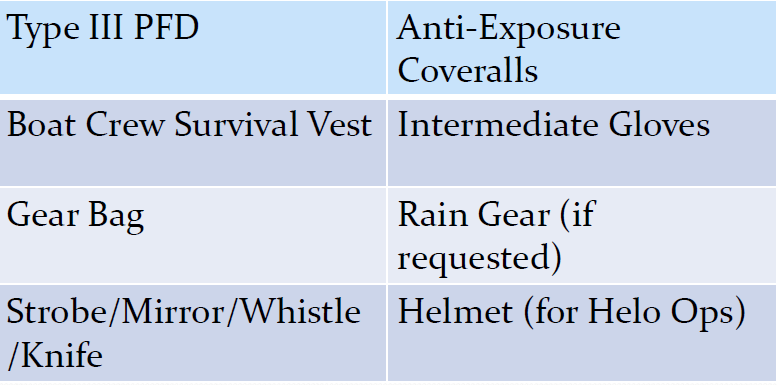 Type III PFD
Anti-Exposure
Coveralls
Boat Crew Survival Vest
Intermediate Gloves
Gear Bag
Rain Gear (if
requested)
Strobe/Mirror/Whistle
/Knife
Helmet (for Helo Ops)